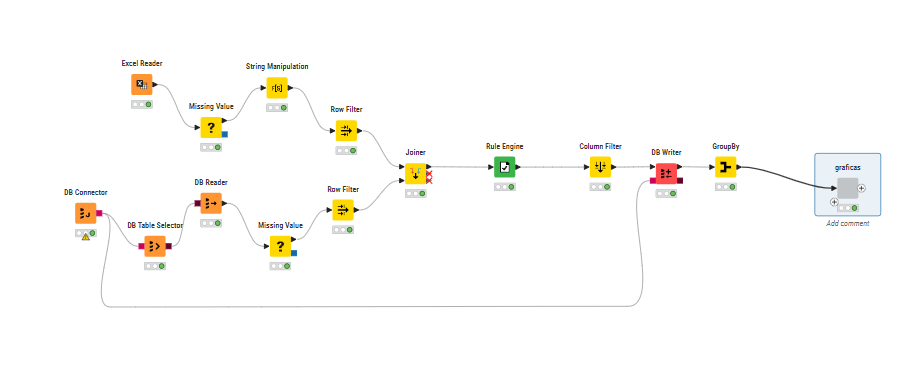 Excel Reader
String Manipulation
Missing Value
Row Filter
f[S]
?
Joiner
Rule Engine
Column Filter
DB Writer
GroupBy
graficas
DB Connector
DB Reader
Row Filter
DB Table Selector
Missing Value
?
Add comment